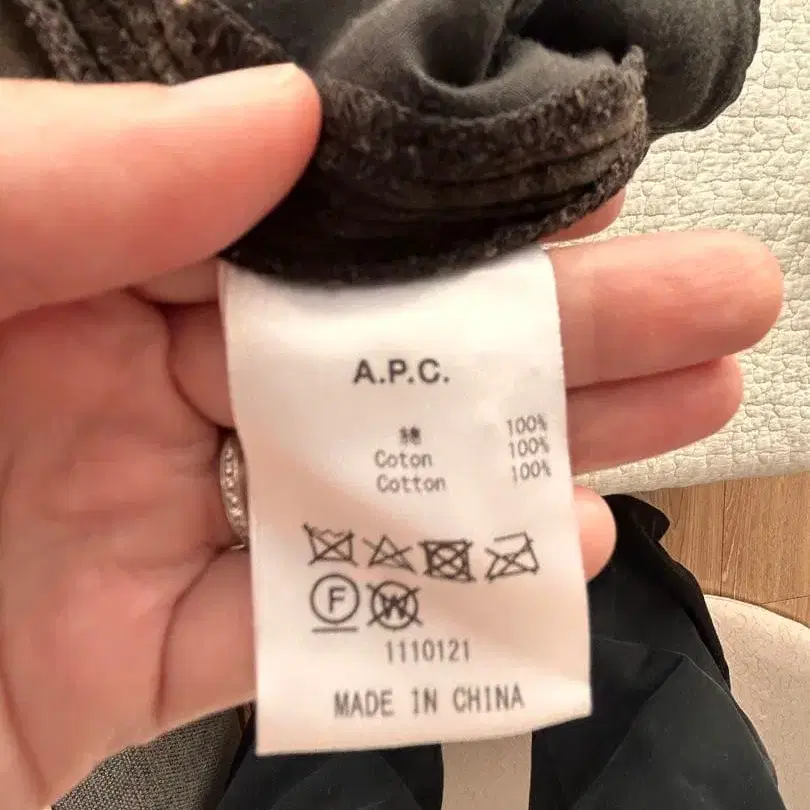 A.P.C.
綿 100%
Coton 100%
Cotton 100%
F W
1110121
MADE IN CHINA